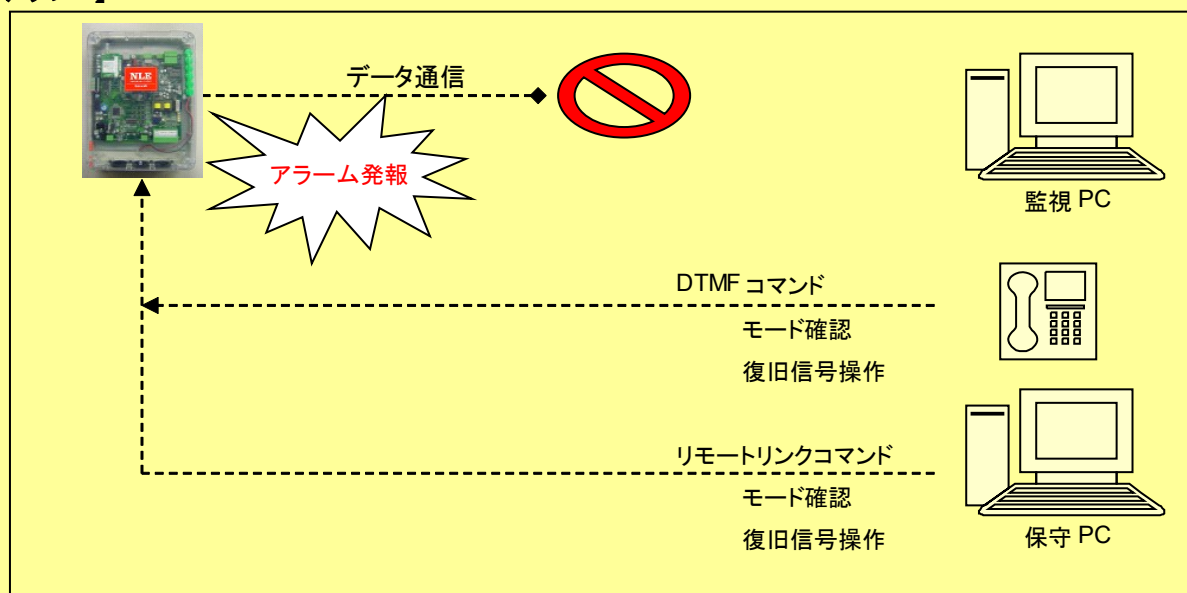 NLE
データ通信
アラーム発報
監視 PC
DTMF コマンド
モード確認
復旧信号操作
リモートリンクコマンド
モード確認
復旧信号操作
保守 PC